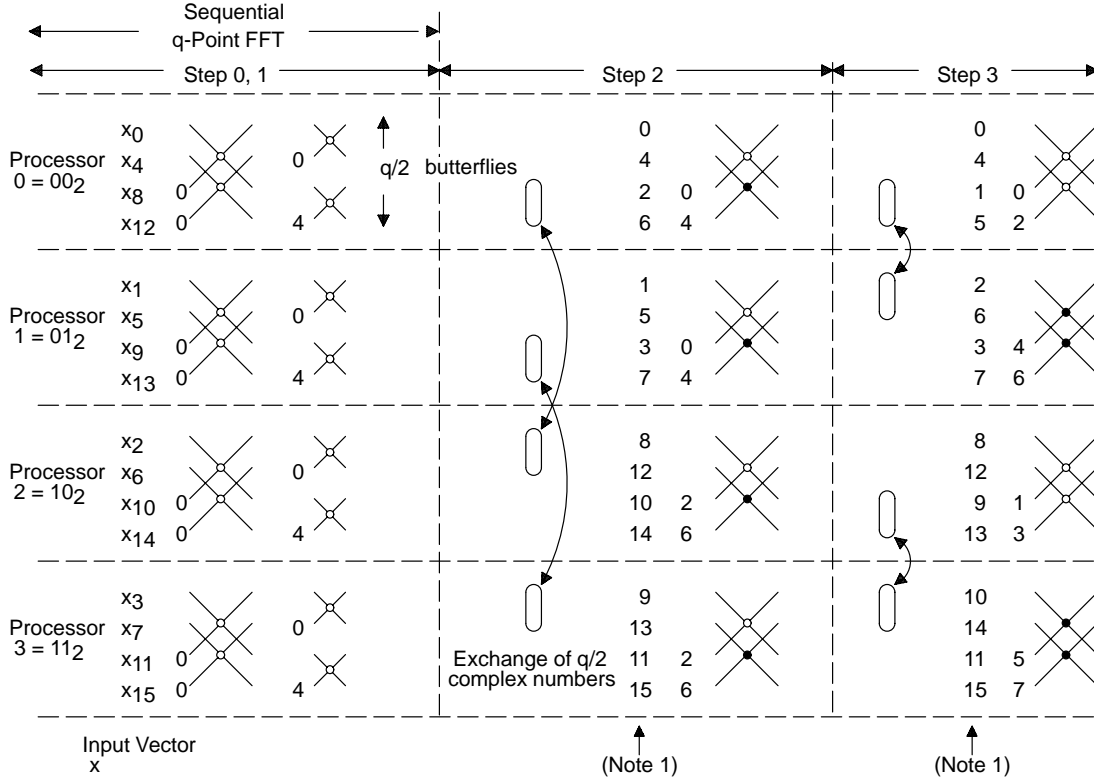 Sequential
q-Point FFT
Step 0, 1 Step 2 Step 3
x0 0 0
Processor x4 0 q/2 butterflies 4 4
0 = 002 x8 0 2 0 1 0
x12 0 4 6 4 5 2
x1 1 2
Processor x5 0 5 6
1 = 012 x9 0 3 0 3 4
x13 0 4 7 4 7 6
x2 8 8
Processor x6 0 12 12
2 = 102 x10 0 10 2 9 1
x14 0 4 14 6 13 3
x3 9 10
Processor x7 0 13 14
3 = 112 x11 0 Exchange of q/2 11 2 11 5
x15 0 4 complex numbers 15 6 15 7
Input Vector
x (Note 1) (Note 1)